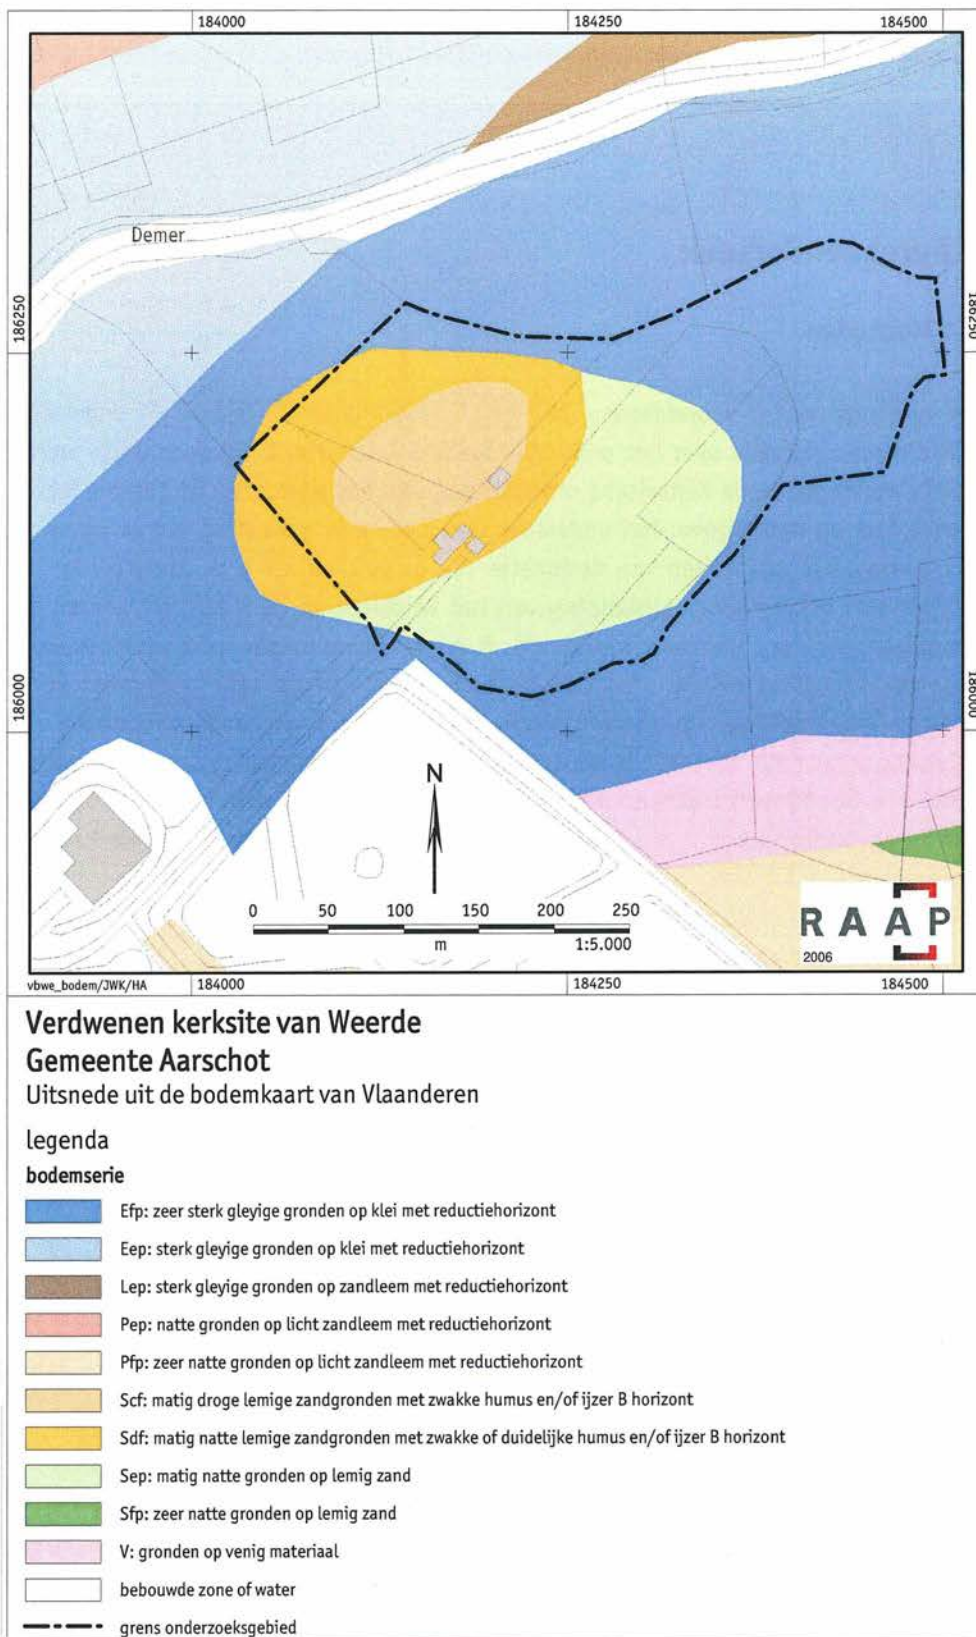 184000 184250 184500
Demer
186250 186250
186000 186000
N
0 50 100 150 200 250
m 1:5.000
RAAP
2006
vbwe_bodem/JWK/HA 184000 184250 184500
Verdwenen kerksite van Weerde
Gemeente Aarschot
Uitsnede uit de bodemkaart van Vlaanderen
legenda
bodemserie
Efp: zeer sterk gleyige gronden op klei met reductiehorizont
Eep: sterk gleyige gronden op klei met reductiehorizont
Lep: sterk gleyige gronden op zandleem met reductiehorizont
Pep: natte gronden op licht zandleem met reductiehorizont
Pfp: zeer natte gronden op licht zandleem met reductiehorizont
Scf: matig droge lemige zandgronden met zwakke humus en/of ijzer B horizont
Sdf: matig natte lemige zandgronden met zwakke of duidelijke humus en/of ijzer B horizont
Sep: matig natte gronden op lemig zand
Sfp: zeer natte gronden op lemig zand
V: gronden op venig materiaal
bebouwde zone of water
grens onderzoeksgebied